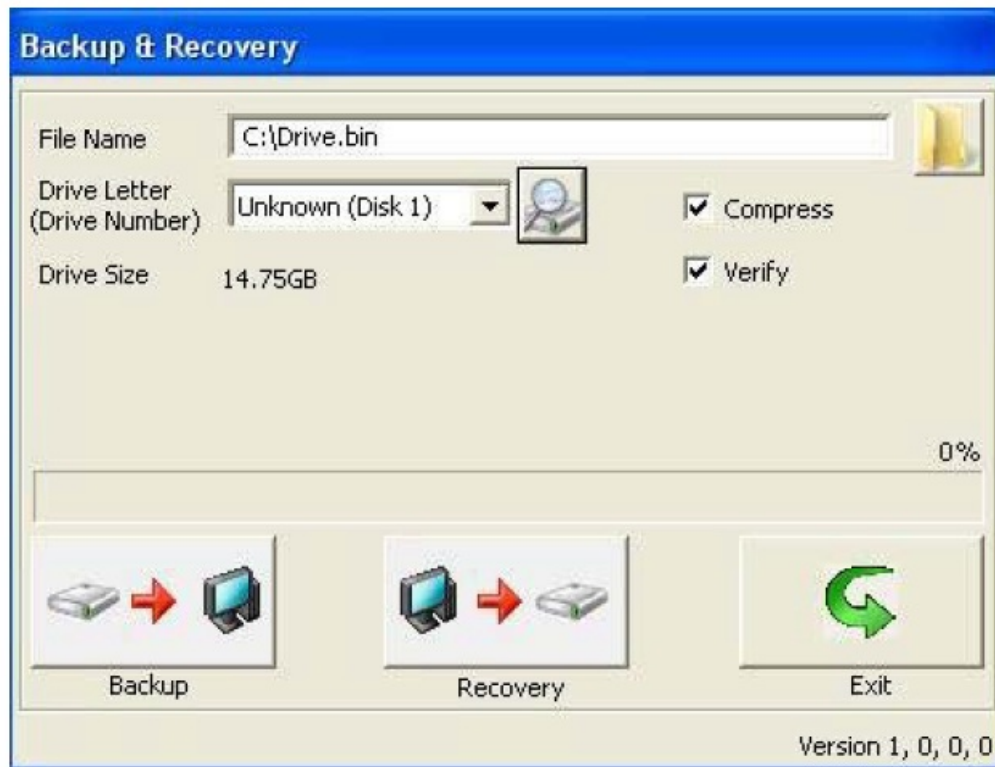 Backup & Recovery
File Name
C:\Drive.bin
Drive Letter
(Drive Number)
Unknown (Disk 1)
Compress
Drive Size
14.75GB
Verify
0%
Backup
Recovery
Exit
Version 1, 0, 0, 0